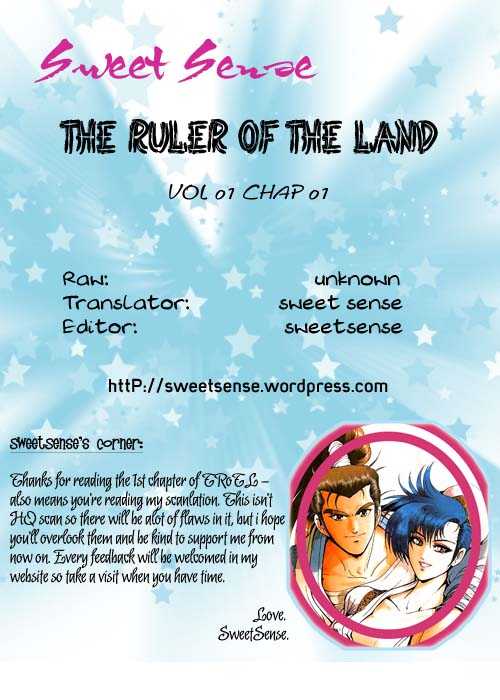 Sweet Sense
THE RULER OF THE LAND
VOL 01 CHAP 01
Raw: unknown
Translator: sweet sense
Editor: sweetsense
httP://sweetsense.wordpress.com
sweetsense's corner:
Thanks for reading the 1st chapter of TRoTL –
also means you're reading my scanlation. This isn't
HQ scan so there will be alot of flaws in it, but i hope
you'll overlook them and be kind to support me from
now on. Every feedback will be welcomed in my
website so take a visit when you have time.
Love.
SweetSense.